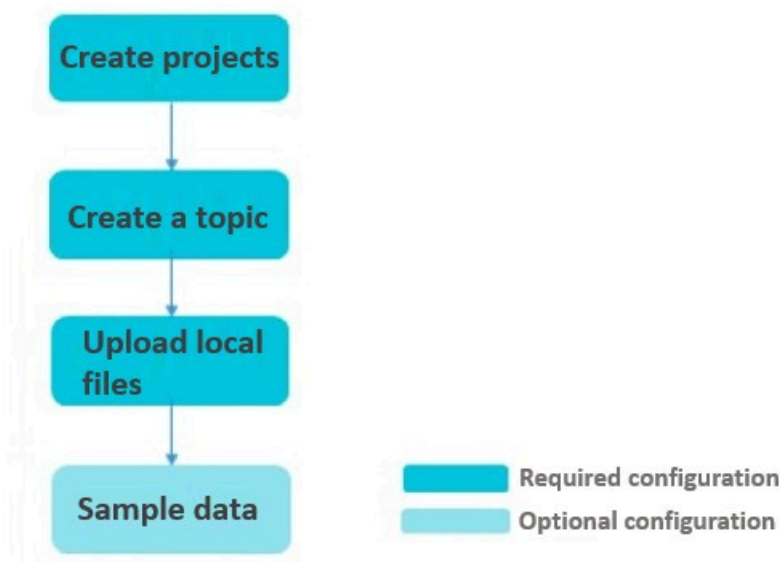 Create projects
Create a topic
Upload local
files
Sample data
Required configuration
Optional configuration